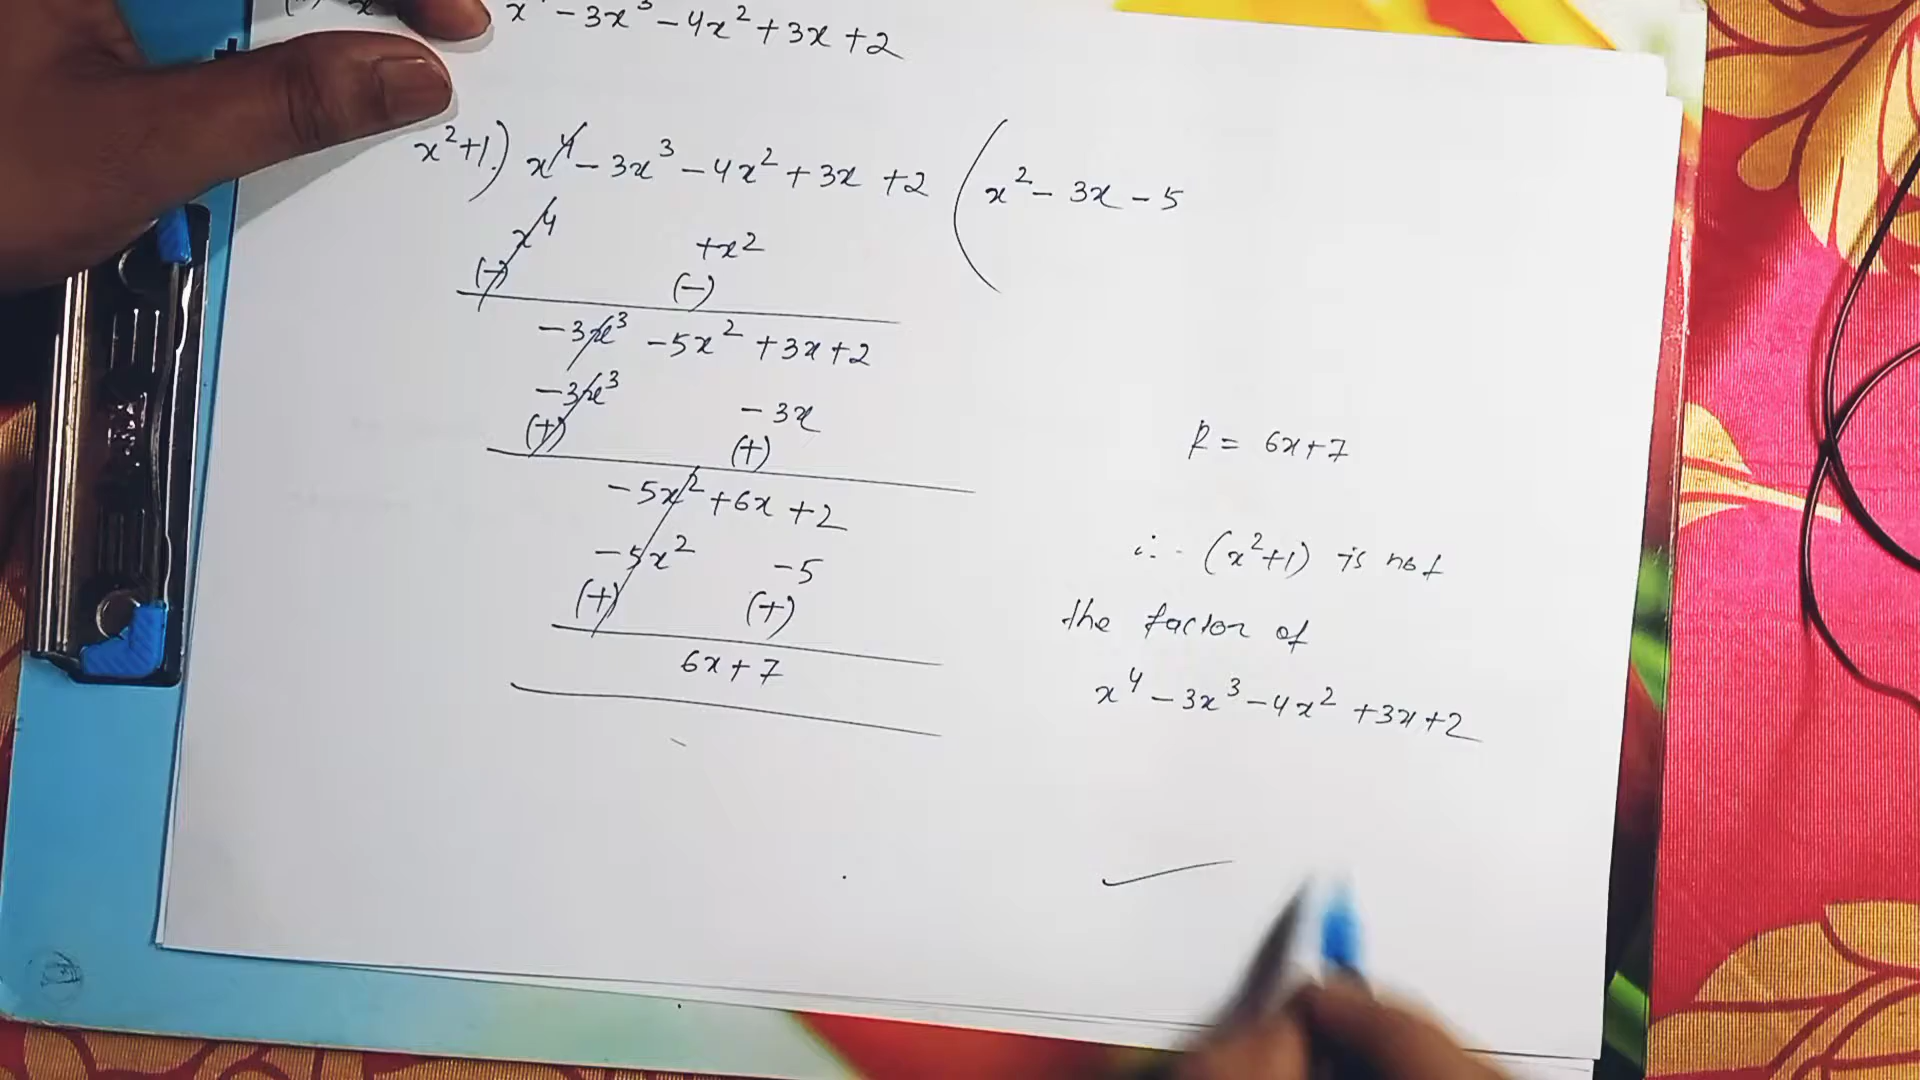 x⁴ - 3x³ - 4x² + 3x + 2
x²+1) x⁴ - 3x³ - 4x² + 3x + 2 ( x² - 3x - 5
x⁴ +x²
(-) (-)
-3x³ - 5x² + 3x + 2
-3x³ - 3x
(+) (+)
-5x² + 6x + 2
-5x² - 5
(+) (+)
6x + 7
R = 6x+7
∴ (x²+1) is not
the factor of
x⁴ - 3x³ - 4x² + 3x + 2